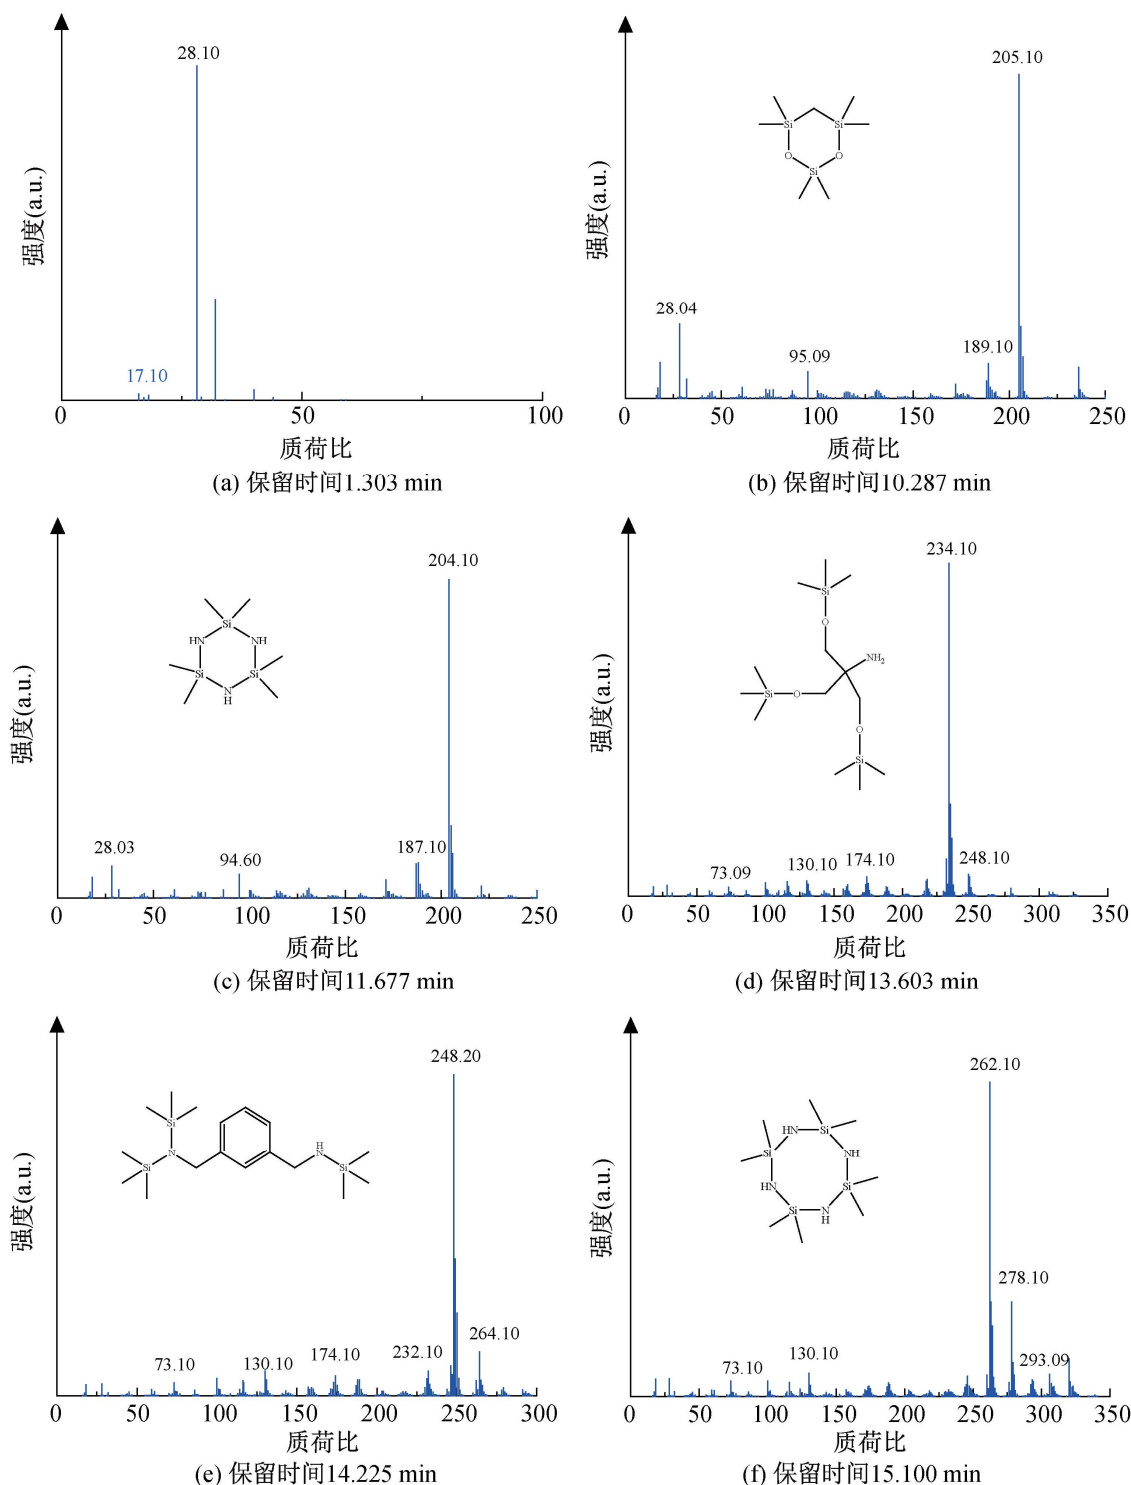 28.10
17.10
强度(a.u.)
0 50 100
质荷比
(a) 保留时间1.303 min
205.10
Si Si
O O
Si
28.04
95.09
189.10
强度(a.u.)
0 50 100 150 200 250
质荷比
(b) 保留时间10.287 min
204.10
Si
HN NH
Si Si
N
H
28.03
94.60
187.10
强度(a.u.)
0 50 100 150 200 250
质荷比
(c) 保留时间11.677 min
234.10
Si
O
NH2
Si O
O
Si
73.09
130.10
174.10
248.10
强度(a.u.)
0 50 100 150 200 250 300 350
质荷比
(d) 保留时间13.603 min
248.20
Si
H
N N
Si Si
264.10
232.10
174.10
130.10
73.10
强度(a.u.)
0 50 100 150 200 250 300
质荷比
(e) 保留时间14.225 min
262.10
HN Si
Si NH
HN Si
Si N
H
278.10
293.09
130.10
73.10
强度(a.u.)
0 50 100 150 200 250 300 350
质荷比
(f) 保留时间15.100 min